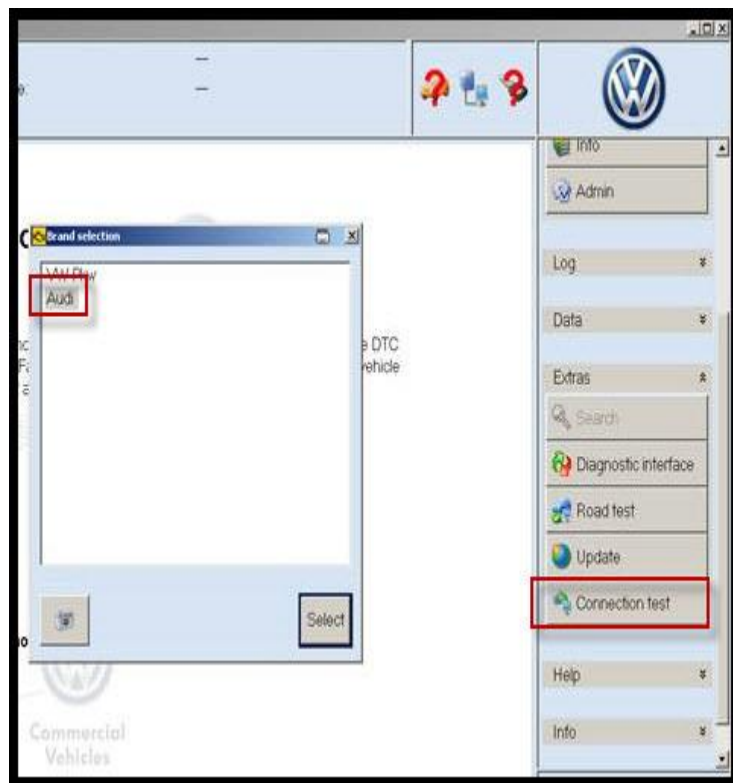 Info
Admin
Brand selection
VW Pkw
Audi
Log
Data
DTC
vehicle
Extras
Search
Diagnostic interface
Road test
Update
Connection test
Select
Help
Info
Commercial
Vehicles